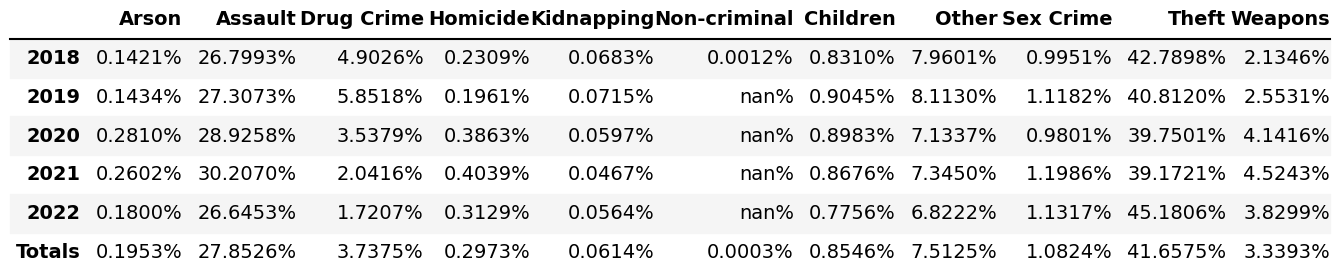 Arson Assault Drug Crime Homicide Kidnapping Non-criminal Children Other Sex Crime Theft Weapons
2018 0.1421% 26.7993% 4.9026% 0.2309% 0.0683% 0.0012% 0.8310% 7.9601% 0.9951% 42.7898% 2.1346%
2019 0.1434% 27.3073% 5.8518% 0.1961% 0.0715% nan% 0.9045% 8.1130% 1.1182% 40.8120% 2.5531%
2020 0.2810% 28.9258% 3.5379% 0.3863% 0.0597% nan% 0.8983% 7.1337% 0.9801% 39.7501% 4.1416%
2021 0.2602% 30.2070% 2.0416% 0.4039% 0.0467% nan% 0.8676% 7.3450% 1.1986% 39.1721% 4.5243%
2022 0.1800% 26.6453% 1.7207% 0.3129% 0.0564% nan% 0.7756% 6.8222% 1.1317% 45.1806% 3.8299%
Totals 0.1953% 27.8526% 3.7375% 0.2973% 0.0614% 0.0003% 0.8546% 7.5125% 1.0824% 41.6575% 3.3393%